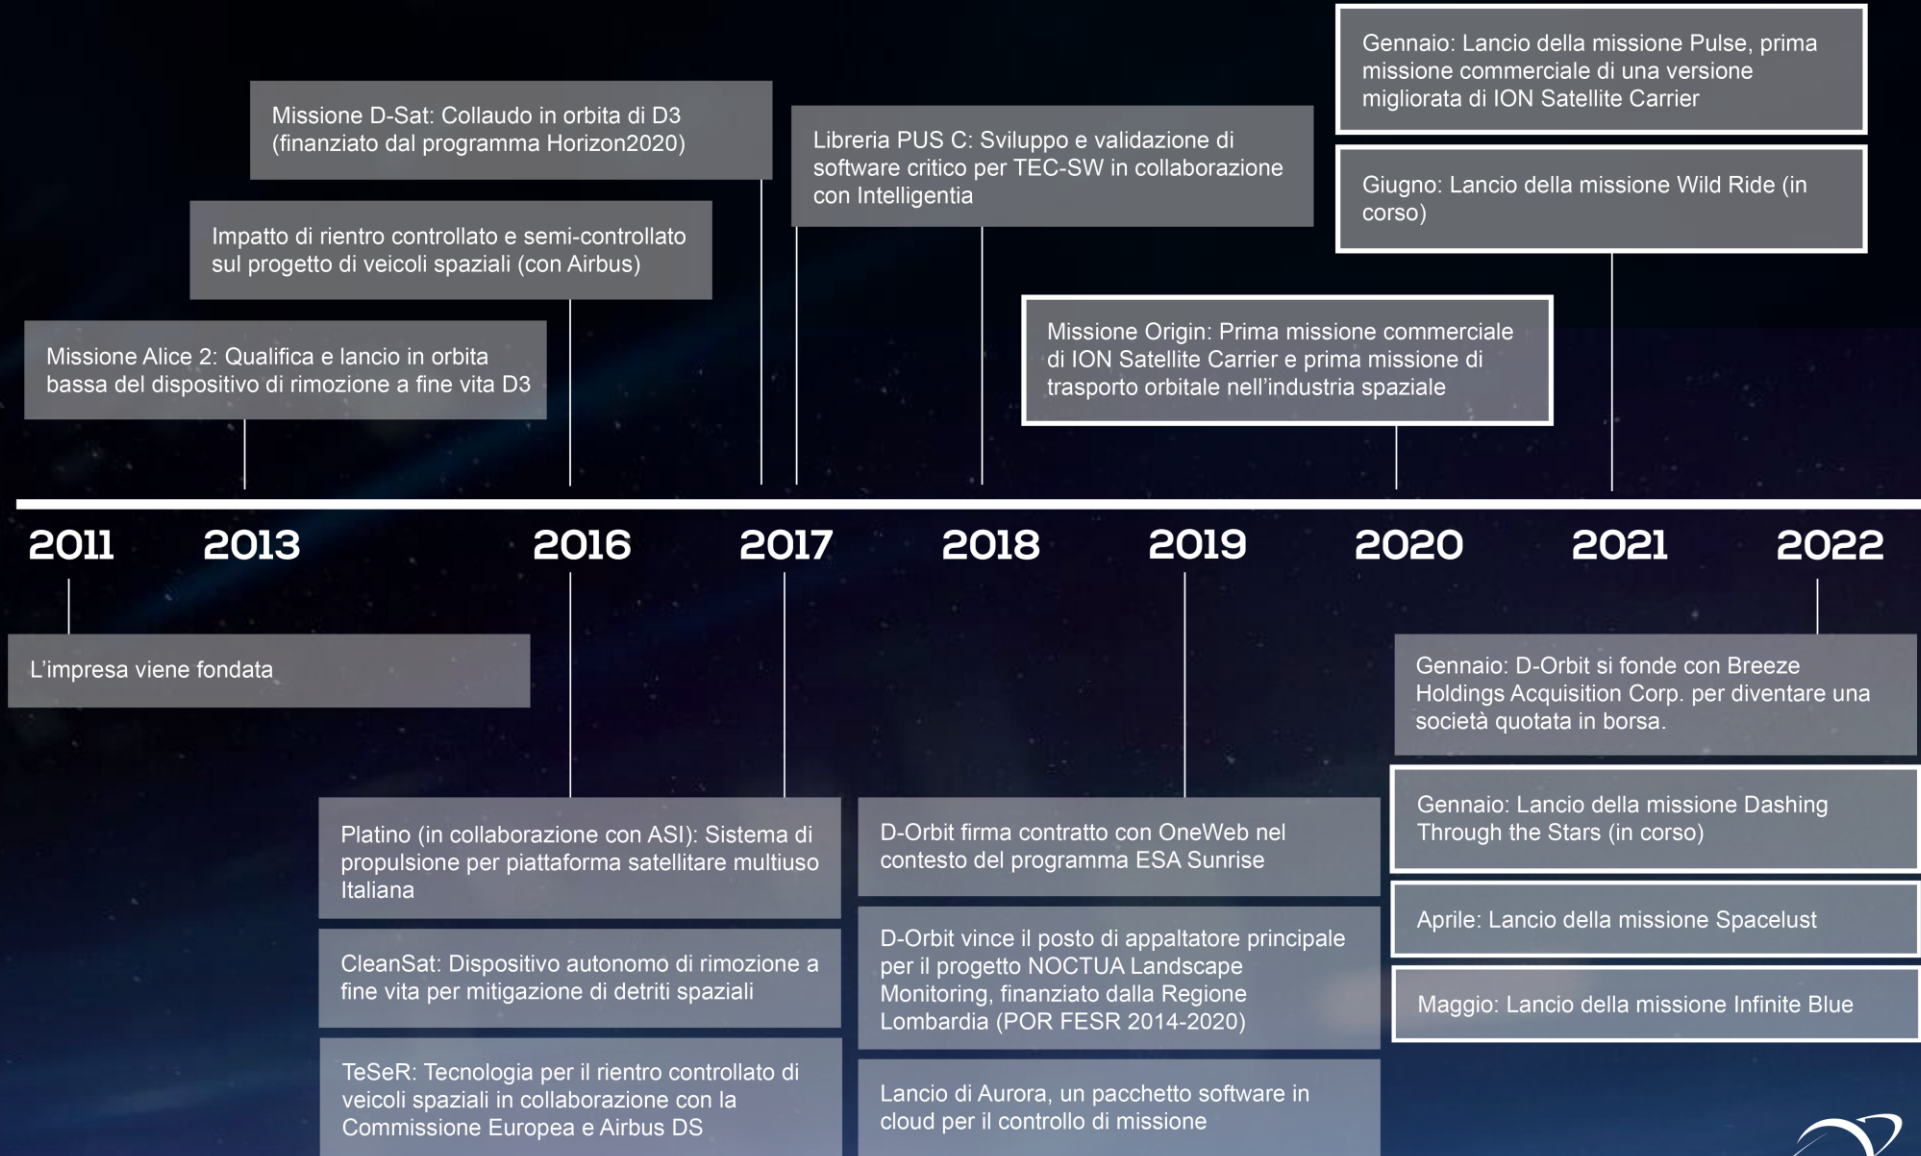 Gennaio: Lancio della missione Pulse, prima
missione commerciale di una versione
migliorata di ION Satellite Carrier
Missione D-Sat: Collaudo in orbita di D3
(finanziato dal programma Horizon2020)
Libreria PUS C: Sviluppo e validazione di
software critico per TEC-SW in collaborazione
con Intelligentia
Giugno: Lancio della missione Wild Ride (in
corso)
Impatto di rientro controllato e semi-controllato
sul progetto di veicoli spaziali (con Airbus)
Missione Origin: Prima missione commerciale
di ION Satellite Carrier e prima missione di
trasporto orbitale nell'industria spaziale
Missione Alice 2: Qualifica e lancio in orbita
bassa del dispositivo di rimozione a fine vita D3
2011 2013 2016 2017 2018 2019 2020 2021 2022
L'impresa viene fondata
Gennaio: D-Orbit si fonde con Breeze
Holdings Acquisition Corp. per diventare una
società quotata in borsa.
Platino (in collaborazione con ASI): Sistema di
propulsione per piattaforma satellitare multiuso
Italiana
D-Orbit firma contratto con OneWeb nel
contesto del programma ESA Sunrise
Gennaio: Lancio della missione Dashing
Through the Stars (in corso)
CleanSat: Dispositivo autonomo di rimozione a
fine vita per mitigazione di detriti spaziali
D-Orbit vince il posto di appaltatore principale
per il progetto NOCTUA Landscape
Monitoring, finanziato dalla Regione
Lombardia (POR FESR 2014-2020)
Aprile: Lancio della missione Spacelust
Maggio: Lancio della missione Infinite Blue
TeSeR: Tecnologia per il rientro controllato di
veicoli spaziali in collaborazione con la
Commissione Europea e Airbus DS
Lancio di Aurora, un pacchetto software in
cloud per il controllo di missione